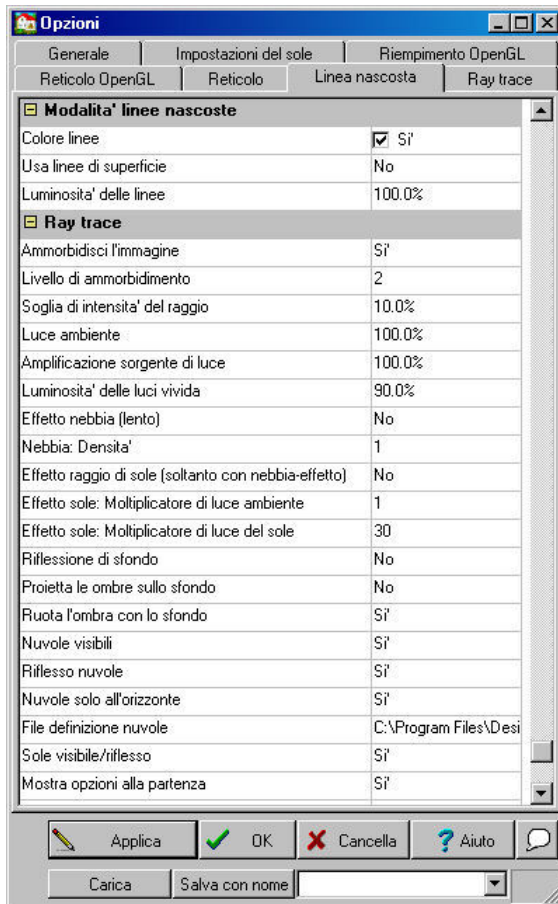 Opzioni
Generale Impostazioni del sole Riempimento OpenGL
Reticolo OpenGL Reticolo Linea nascosta Ray trace
Modalita' linee nascoste
Colore linee Si'
Usa linee di superficie No
Luminosita' delle linee 100.0%
Ray trace
Ammorbidisci l'immagine Si'
Livello di ammorbidimento 2
Soglia di intensita' del raggio 10.0%
Luce ambiente 100.0%
Amplificazione sorgente di luce 100.0%
Luminosita' delle luci vivida 90.0%
Effetto nebbia (lento) No
Nebbia: Densita' 1
Effetto raggio di sole (soltanto con nebbia-effetto) No
Effetto sole: Moltiplicatore di luce ambiente 1
Effetto sole: Moltiplicatore di luce del sole 30
Riflessione di sfondo No
Proietta le ombre sullo sfondo No
Ruota l'ombra con lo sfondo Si'
Nuvole visibili Si'
Riflesso nuvole Si'
Nuvole solo all'orizzonte Si'
File definizione nuvole C:\Program Files\Desi
Sole visibile/riflesso Si'
Mostra opzioni alla partenza Si'
Applica OK Cancella Aiuto
Carica Salva con nome